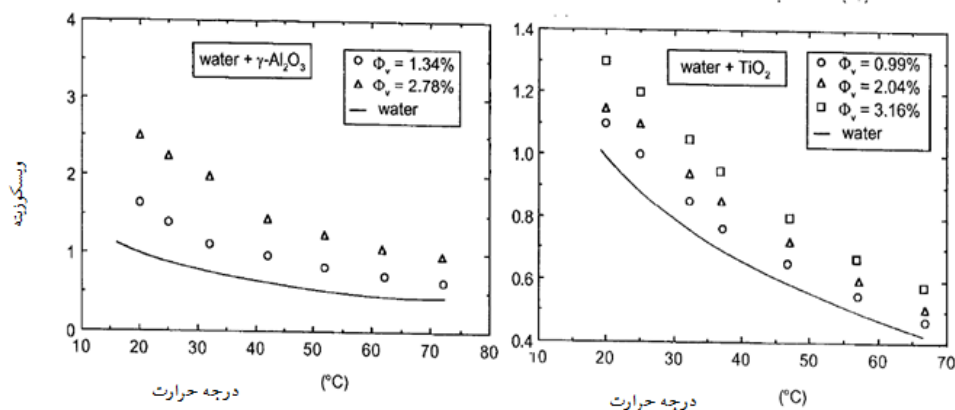 4
3
2
1
0
10 20 30 40 50 60 70 80
water + γ-Al₂O₃
Φᵥ = 1.34%
Φᵥ = 2.78%
water
ویسکوزیته
درجه حرارت
(°C)
1.4
1.2
1.0
0.8
0.6
0.4
10 20 30 40 50 60 70
water + TiO₂
Φᵥ = 0.99%
Φᵥ = 2.04%
Φᵥ = 3.16%
water
درجه حرارت
(°C)